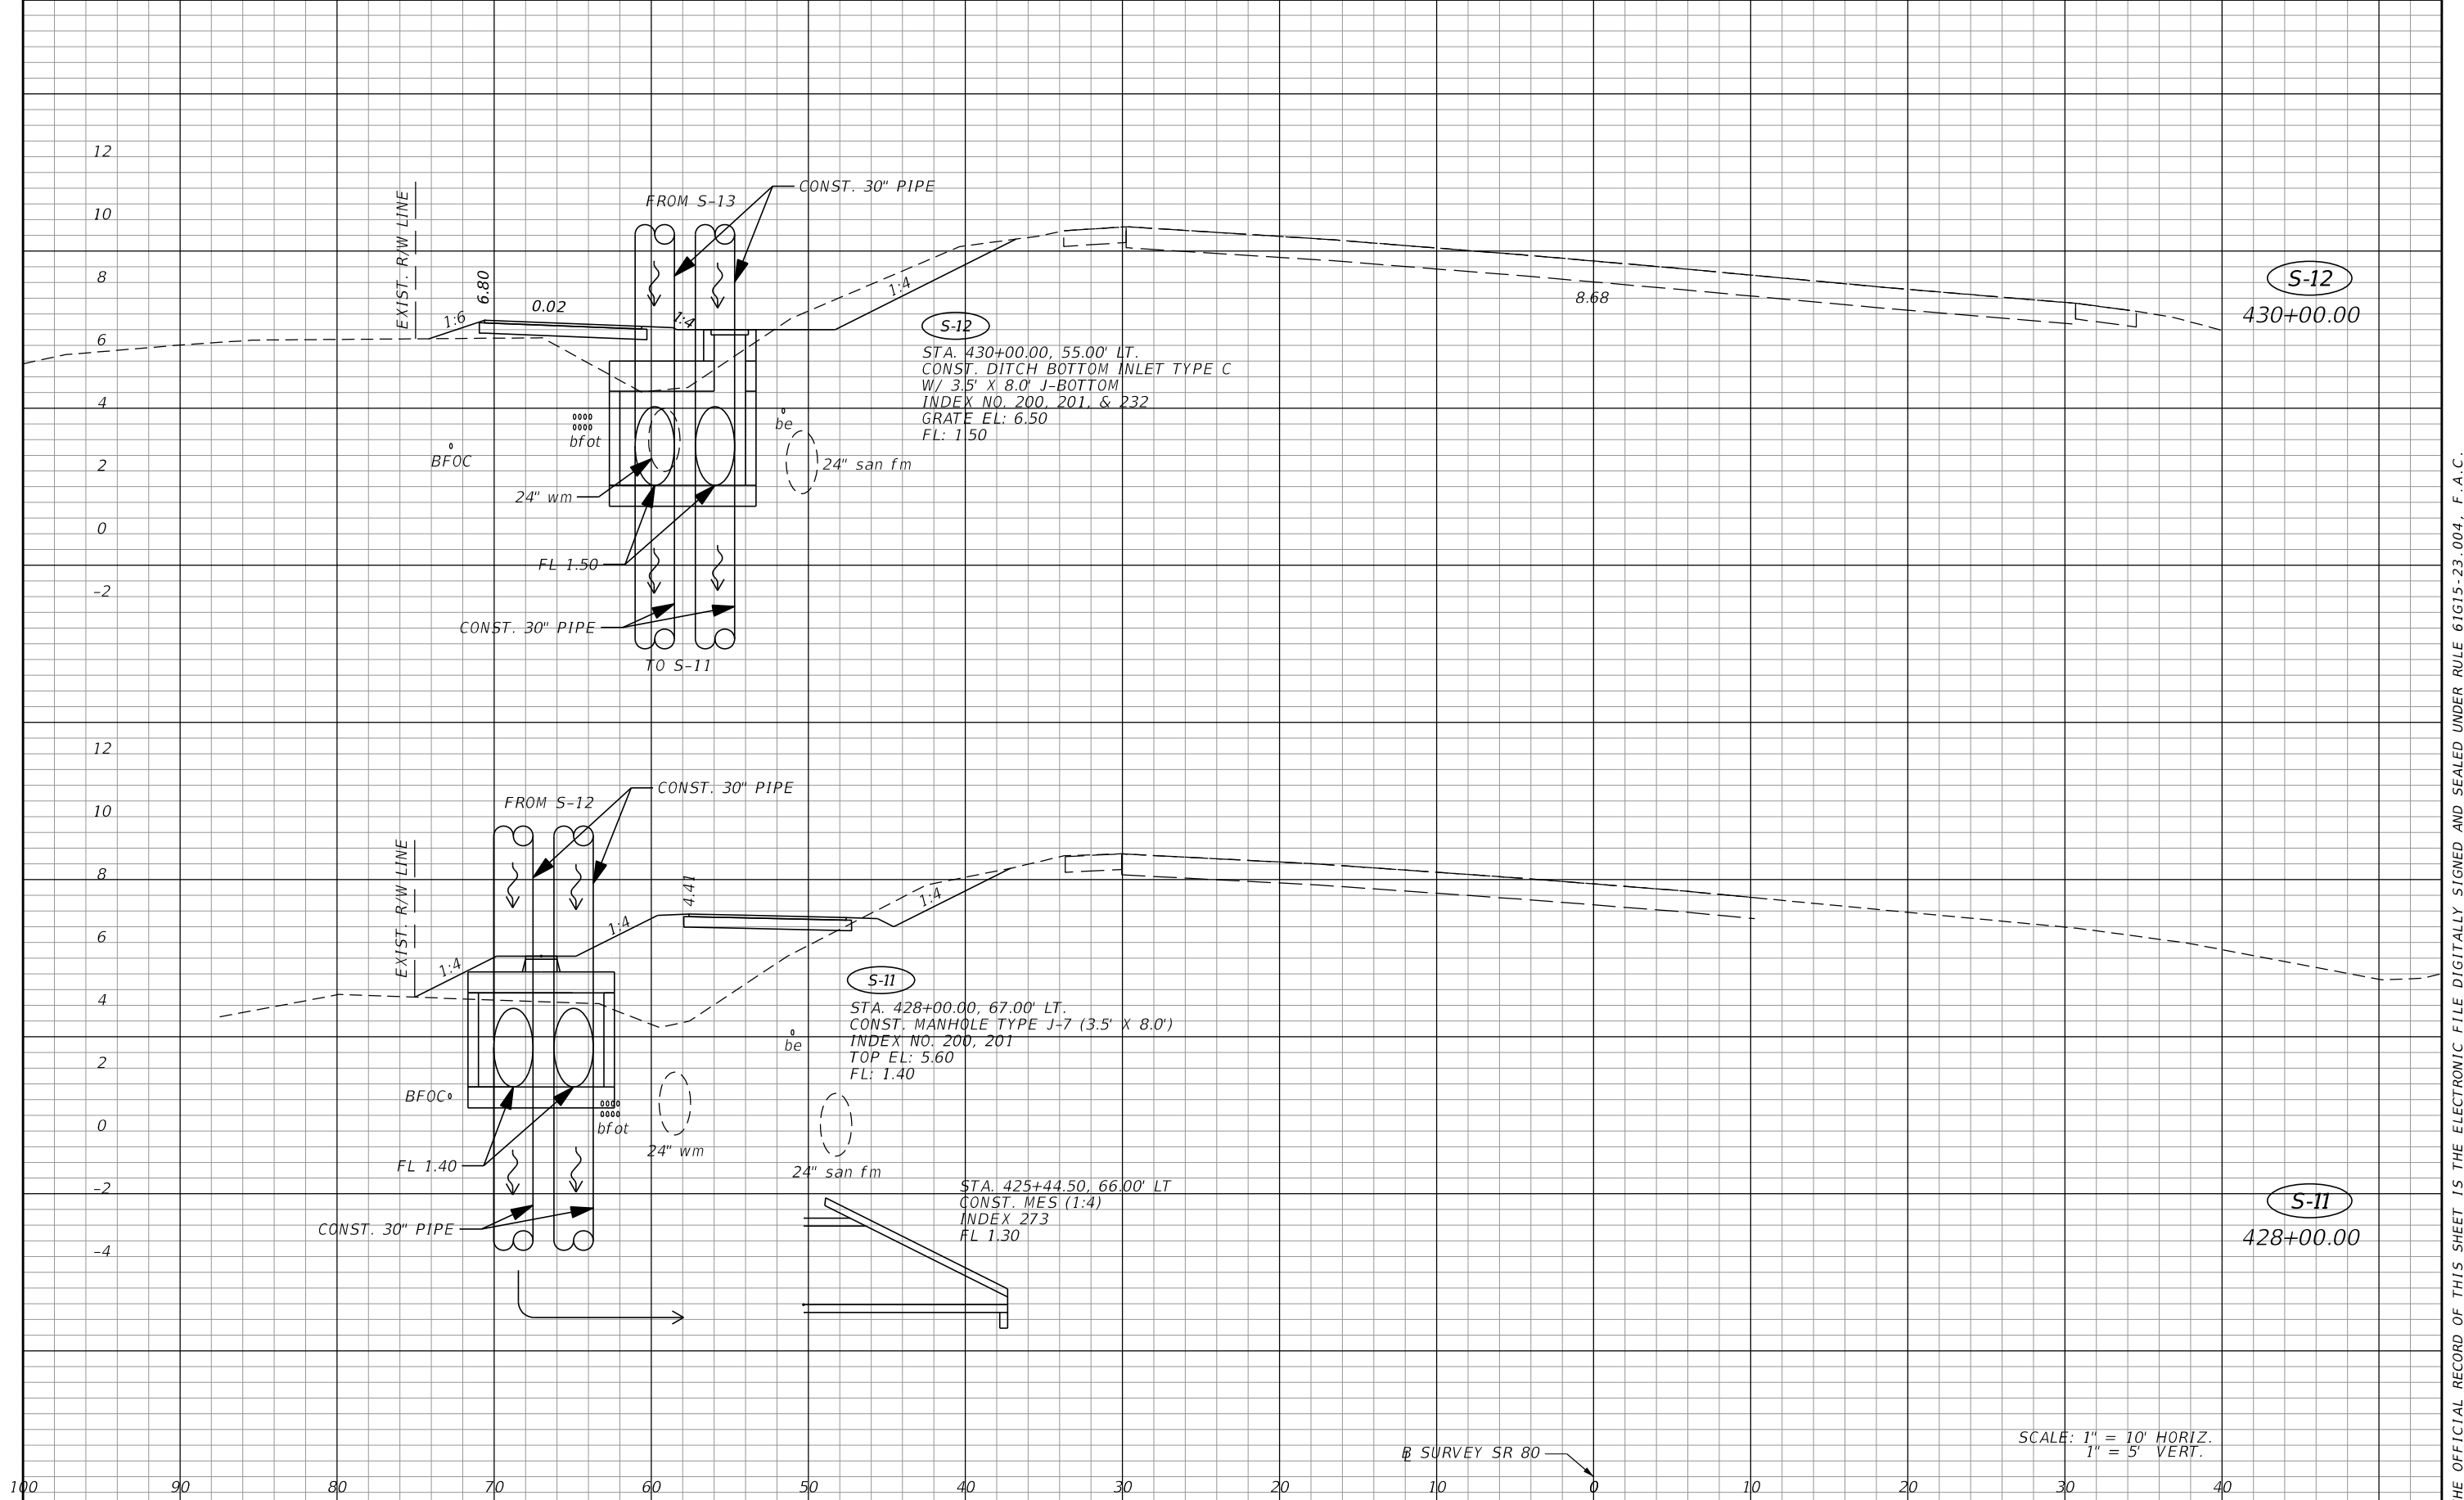 12
10
8
6
4
2
0
-2
EXIST. R/W LINE
FROM S-13
CONST. 30" PIPE
6.80
0.02
1:6
1:4
1:4
8.68
S-12
430+00.00
S-12
STA. 430+00.00, 55.00' LT.
CONST. DITCH BOTTOM INLET TYPE C
W/ 3.5' X 8.0' J-BOTTOM
INDEX NO. 200, 201, & 232
GRATE EL: 6.50
FL: 1.50
bfot
be
BFOC
24" san fm
24" wm
FL 1.50
CONST. 30" PIPE
TO S-11
12
10
8
6
4
2
0
-2
-4
EXIST. R/W LINE
FROM S-12
CONST. 30" PIPE
4.41
1:4
1:4
1:4
S-11
STA. 428+00.00, 67.00' LT.
CONST. MANHOLE TYPE J-7 (3.5' X 8.0')
INDEX NO. 200, 201
TOP EL: 5.60
FL: 1.40
be
BFOC
bfot
24" wm
24" san fm
FL 1.40
CONST. 30" PIPE
STA. 425+44.50, 66.00' LT
CONST. MES (1:4)
INDEX 273
FL 1.30
S-11
428+00.00
B SURVEY SR 80
SCALE: 1" = 10' HORIZ.
1" = 5' VERT.
100 90 80 70 60 50 40 30 20 10 0 10 20 30 40
OFFICIAL RECORD OF THIS SHEET IS THE ELECTRONIC FILE DIGITALLY SIGNED AND SEALED UNDER RULE 61G15-23.004, F.A.C.